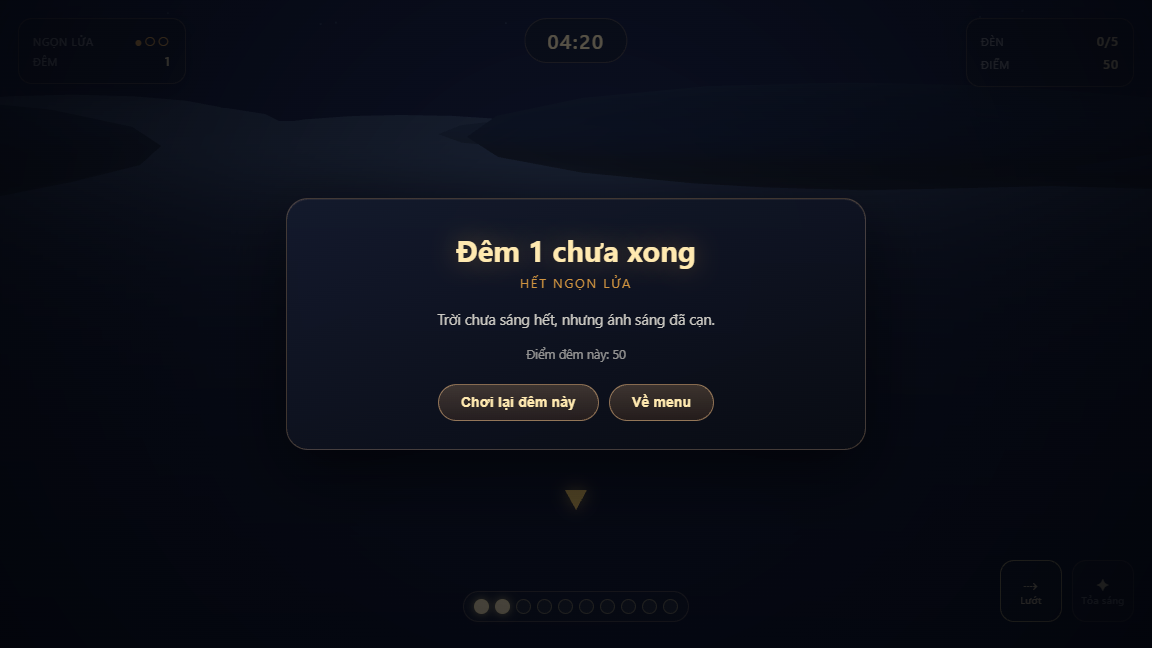 NGỌN LỬA
ĐÊM 1
04:20
ĐÈN 0/5
ĐIỂM 50
Đêm 1 chưa xong
HẾT NGỌN LỬA
Trời chưa sáng hết, nhưng ánh sáng đã cạn.
Điểm đêm này: 50
Chơi lại đêm này
Về menu
Lướt
Tỏa sáng